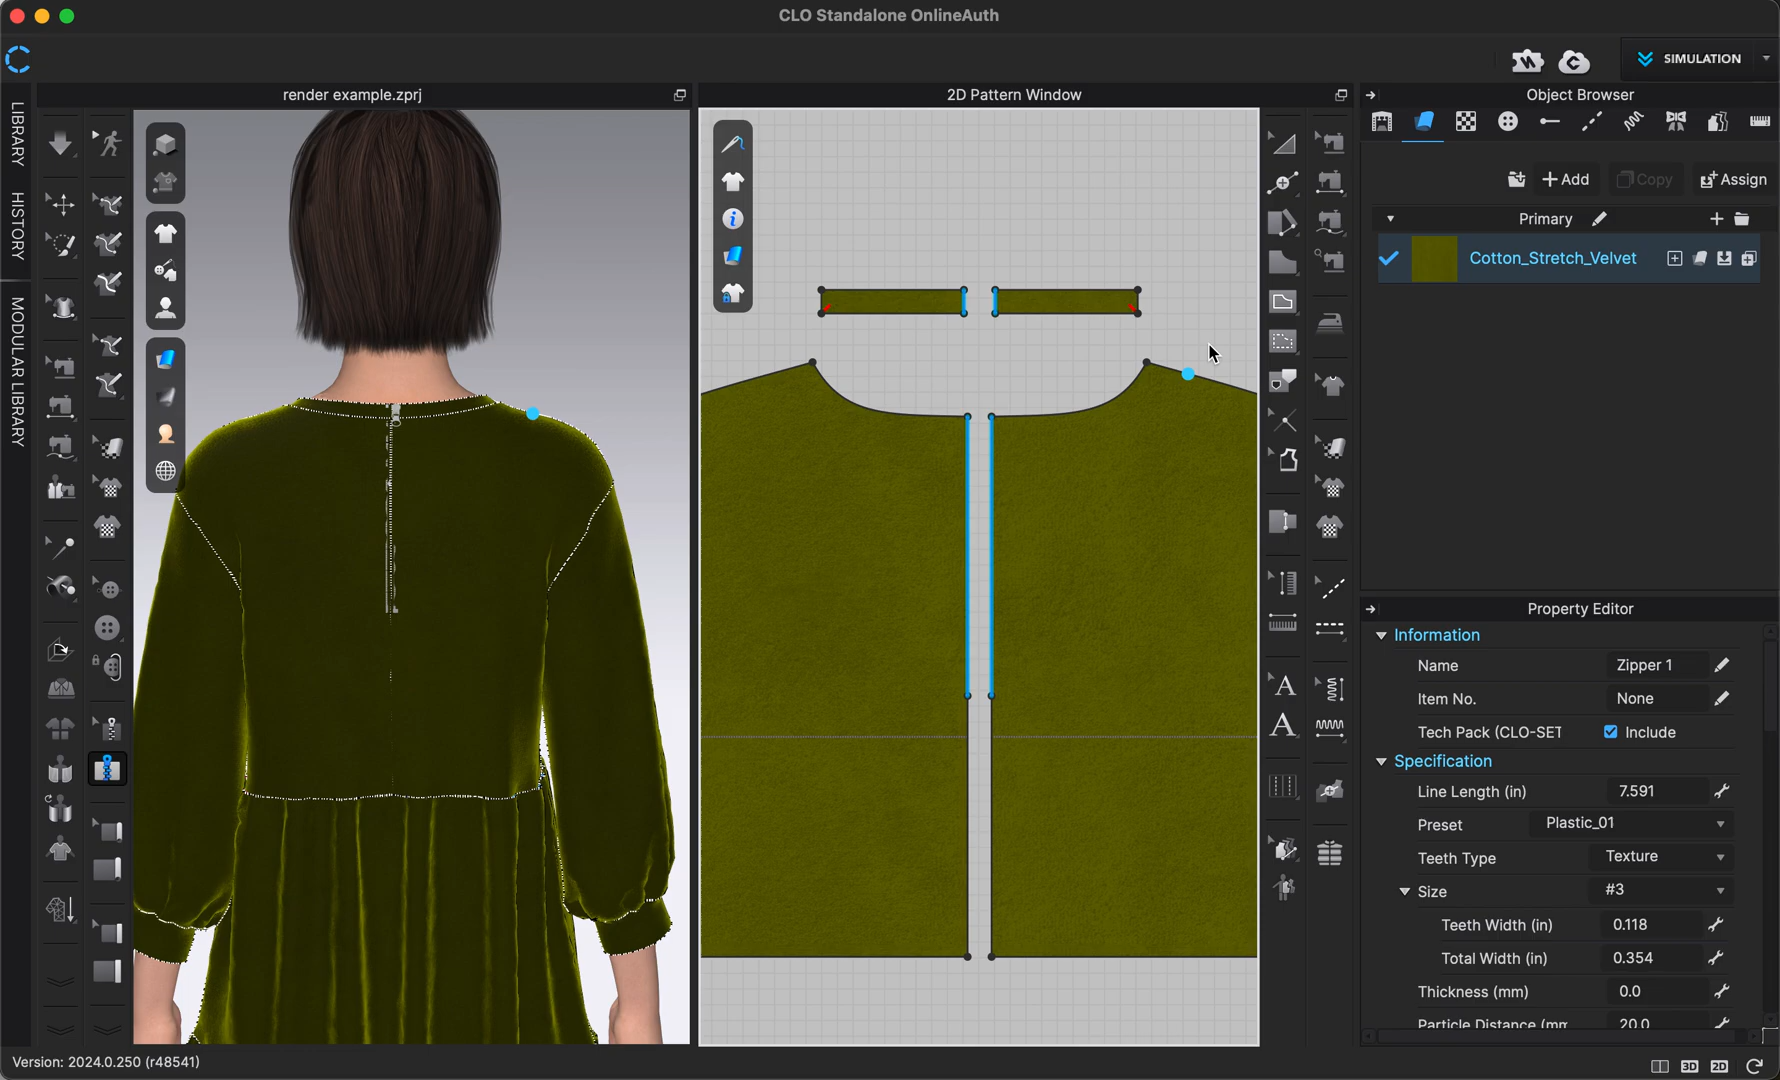 CLO Standalone OnlineAuth
SIMULATION
render example.zprj
2D Pattern Window
Object Browser
LIBRARY
HISTORY
MODULAR LIBRARY
Add
Copy
Assign
Primary
Cotton_Stretch_Velvet
Property Editor
Information
Name Zipper 1
Item No. None
Tech Pack (CLO-SET Include
Specification
Line Length (in) 7.591
Preset Plastic_01
Teeth Type Texture
Size #3
Teeth Width (in) 0.118
Total Width (in) 0.354
Thickness (mm) 0.0
Particle Distance (mm 20.0
Version: 2024.0.250 (r48541)
3D 2D